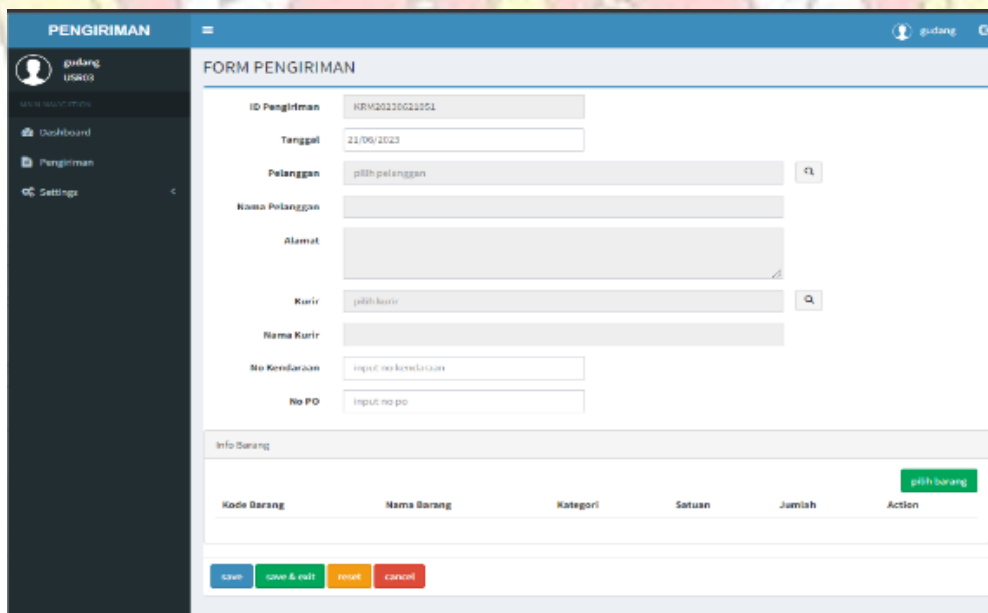 PENGIRIMAN
gudang
gudang
USR03
MAIN NAVIGATION
Dashboard
Pengiriman
Settings
FORM PENGIRIMAN
ID Pengiriman KRM20230621051
Tanggal 21/06/2023
Pelanggan pilih pelanggan
Nama Pelanggan
Alamat
Kurir pilih kurir
Nama Kurir
No Kendaraan input no kendaraan
No PO input no po
Info Barang
pilih barang
Kode Barang Nama Barang Kategori Satuan Jumlah Action
save save & exit reset cancel